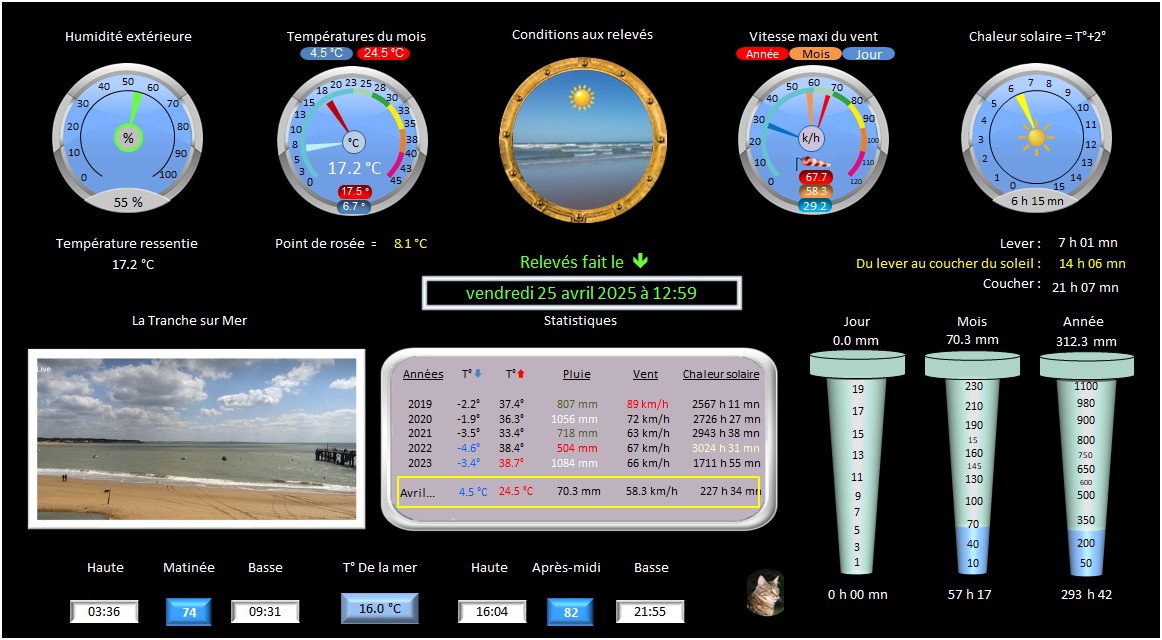 Humidité extérieure
Températures du mois
Conditions aux relevés
Vitesse maxi du vent
Chaleur solaire = T°+2°
4.5 °C 24.5 °C
Année Mois Jour
0 10 20 30 40 50 60 70 80 90 100
%
55 %
0 3 5 8 10 13 15 18 20 23 25 28 30 33 35 38 40 43 45
°C
17.2 °C
17.5 °
6.7 °
0 10 20 30 40 50 60 70 80 90 100 110 120
k/h
67.7
58.3
29.2
0 1 2 3 4 5 6 7 8 9 10 11 12 13 14 15
6 h 15 mn
Température ressentie
17.2 °C
Point de rosée = 8.1 °C
Relevés fait le
vendredi 25 avril 2025 à 12:59
Lever : 7 h 01 mn
Du lever au coucher du soleil : 14 h 06 mn
Coucher : 21 h 07 mn
La Tranche sur Mer
Live
Statistiques
Années T° T° Pluie Vent Chaleur solaire
2019 -2.2° 37.4° 807 mm 89 km/h 2567 h 11 mn
2020 -1.9° 36.3° 1056 mm 72 km/h 2726 h 27 mn
2021 -3.5° 33.4° 718 mm 63 km/h 2943 h 38 mn
2022 -4.6° 38.4° 504 mm 67 km/h 3024 h 31 mn
2023 -3.4° 38.7° 1084 mm 66 km/h 1711 h 55 mn
Avril... 4.5 °C 24.5 °C 70.3 mm 58.3 km/h 227 h 34 mn
Jour
0.0 mm
19
17
15
13
11
9
7
5
3
1
0 h 00 mn
Mois
70.3 mm
230
210
190
15
160
145
130
100
70
40
10
57 h 17
Année
312.3 mm
1100
980
900
800
750
650
600
500
350
200
50
293 h 42
Haute Matinée Basse T° De la mer Haute Après-midi Basse
03:36 74 09:31 16.0 °C 16:04 82 21:55